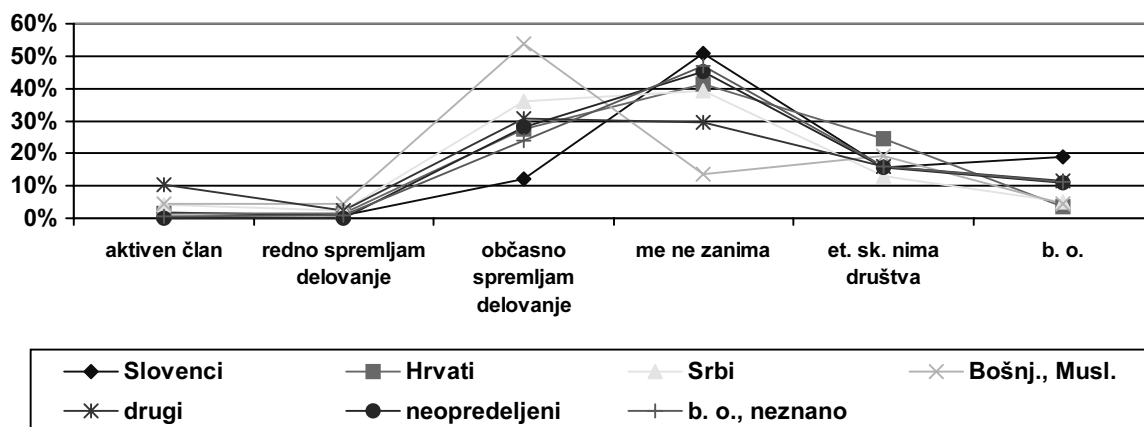 60%
50%
40%
30%
20%
10%
0%
aktiven član
redno spremljam
delovanje
občasno
spremljam
delovanje
me ne zanima
et. sk. nima
društva
b. o.
Slovenci
Hrvati
Srbi
Bošnj., Musl.
drugi
neopredeljeni
b. o., neznano